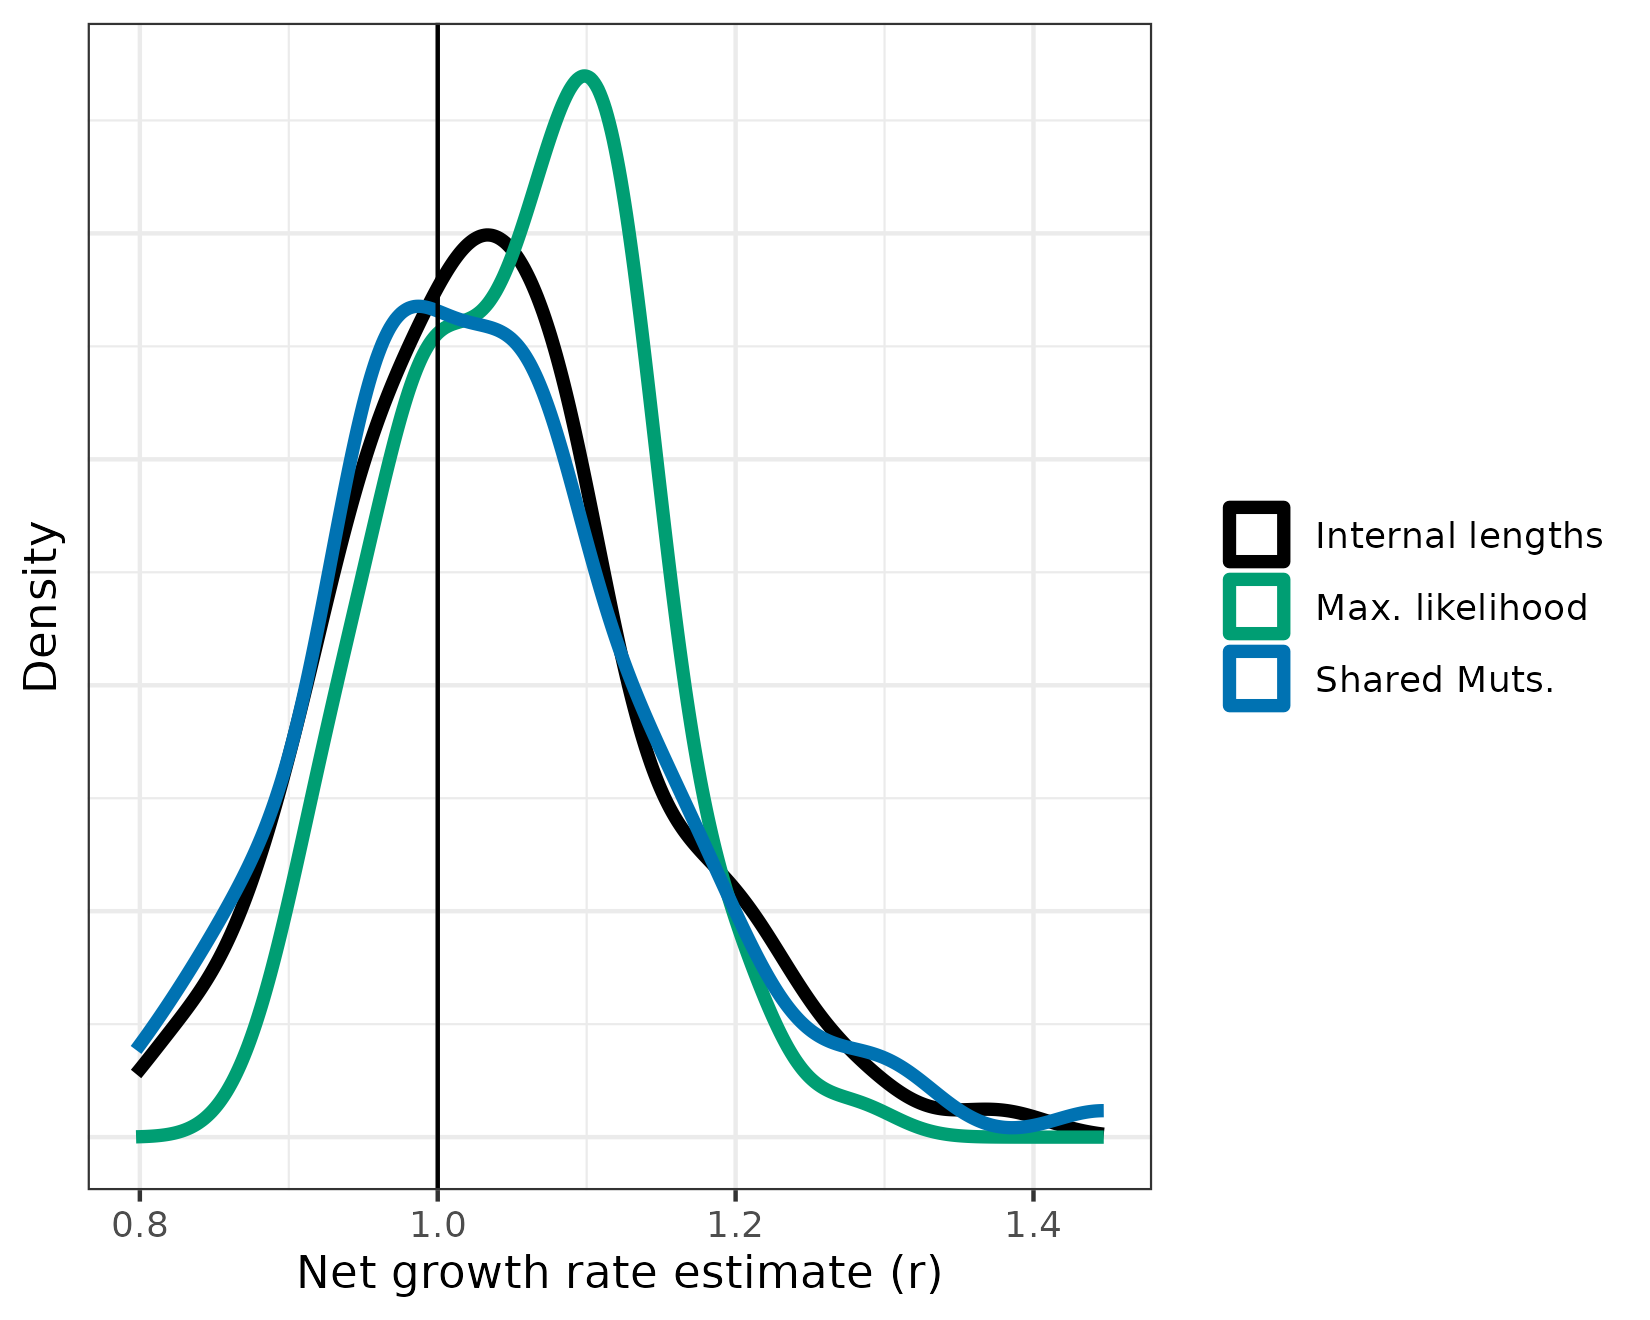 Density
Internal lengths
Max. likelihood
Shared Muts.
0.8 1.0 1.2 1.4
Net growth rate estimate (r)